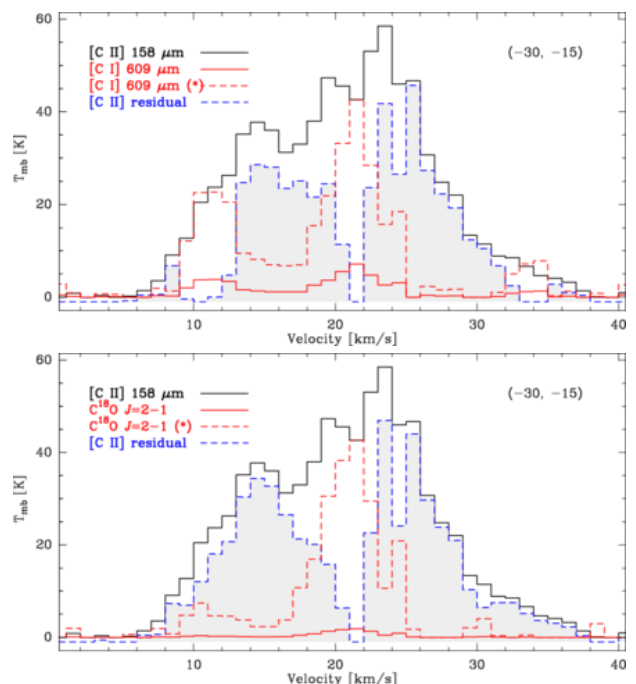 60
[C II] 158 μm
[C I] 609 μm
[C I] 609 μm (*)
[C II] residual
(−30, −15)
40
T_mb [K]
20
0
10 20 30 40
Velocity [km/s]
60
[C II] 158 μm
C¹⁸O J=2−1
C¹⁸O J=2−1 (*)
[C II] residual
(−30, −15)
40
T_mb [K]
20
0
10 20 30 40
Velocity [km/s]